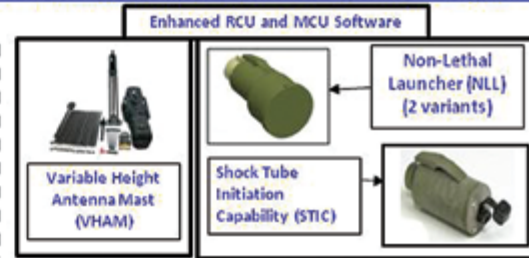 Enhanced RCU and MCU Software
Variable Height
Antenna Mast
(VHAM)
Non-Lethal
Launcher (NLL)
(2 variants)
Shock Tube
Initiation
Capability (STIC)